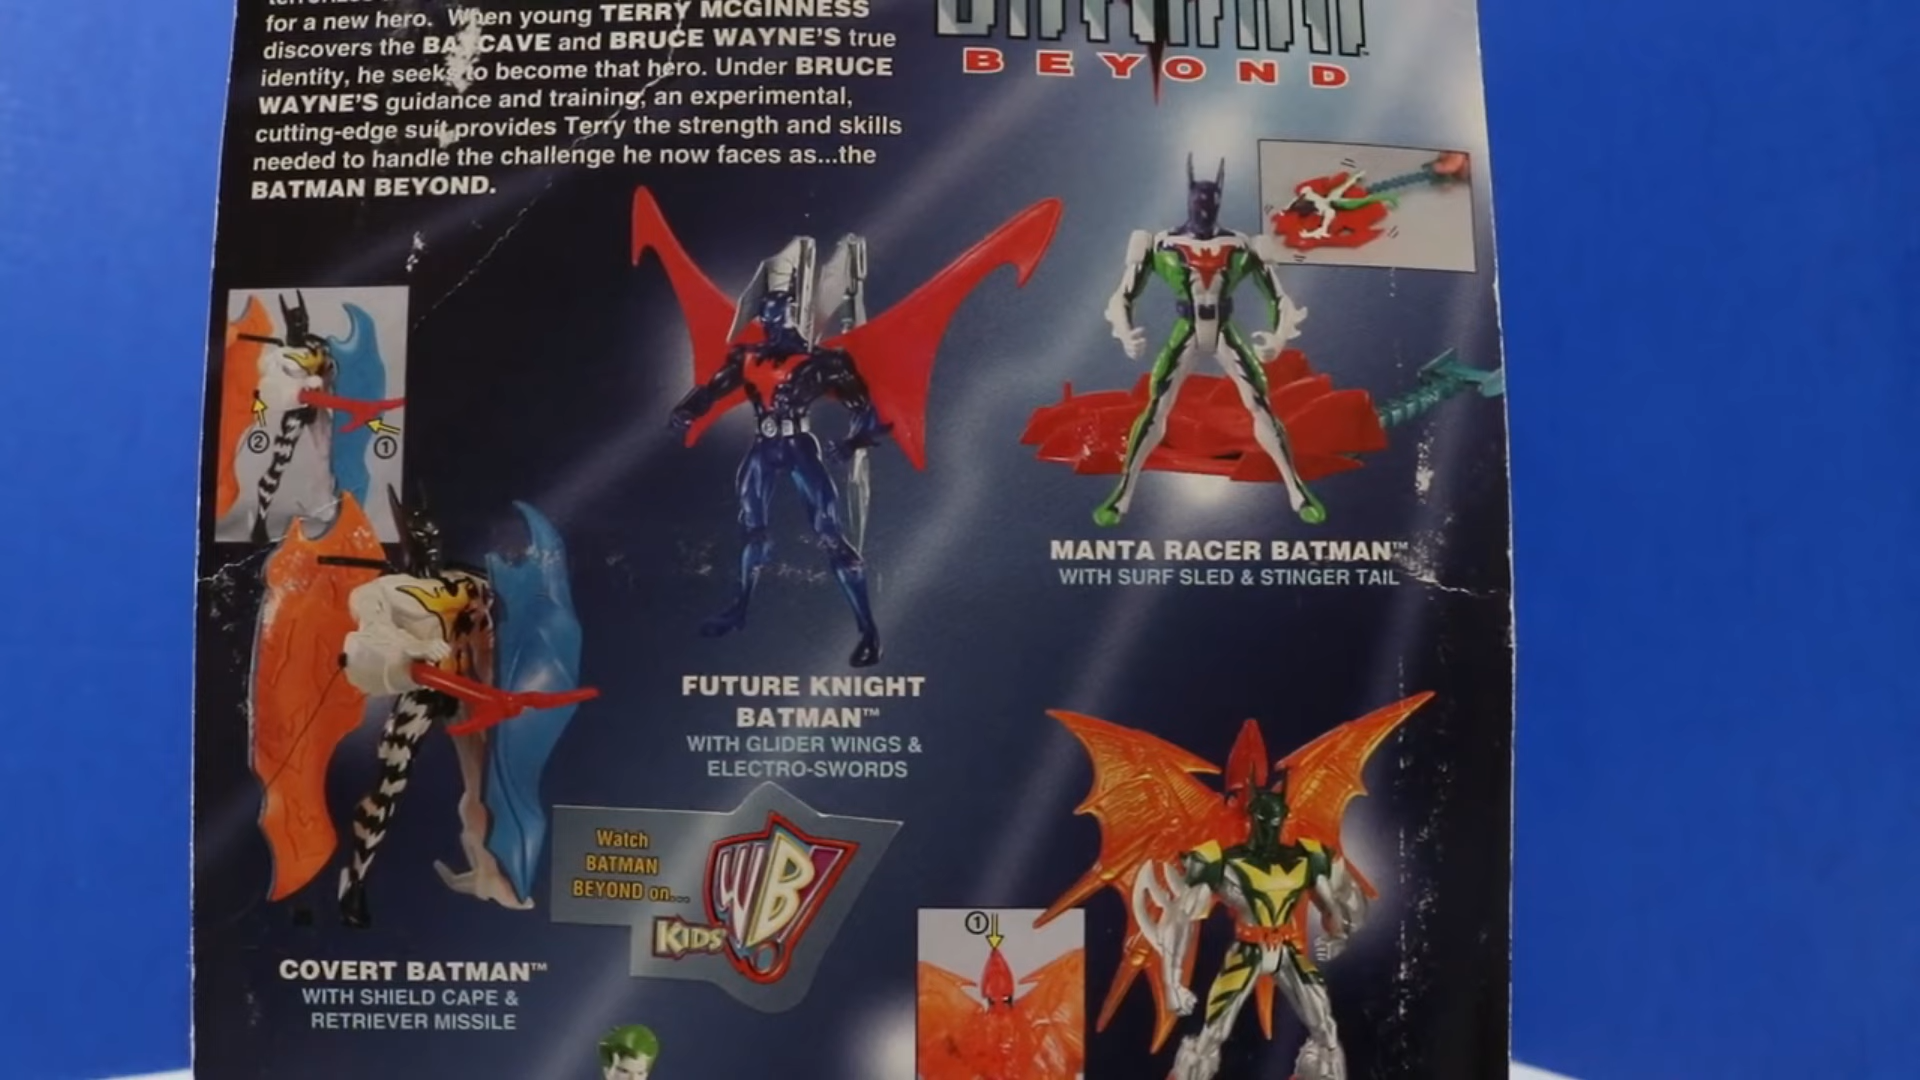 for a new hero. When young TERRY MCGINNESS
discovers the BATCAVE and BRUCE WAYNE'S true
identity, he seeks to become that hero. Under BRUCE
WAYNE'S guidance and training, an experimental,
cutting-edge suit provides Terry the strength and skills
needed to handle the challenge he now faces as...the
BATMAN BEYOND.
BATMAN
BEYOND
2
1
MANTA RACER BATMAN™
WITH SURF SLED & STINGER TAIL
FUTURE KNIGHT
BATMAN™
WITH GLIDER WINGS &
ELECTRO-SWORDS
Watch
BATMAN
BEYOND on...
KIDS WB!
COVERT BATMAN™
WITH SHIELD CAPE &
RETRIEVER MISSILE
1